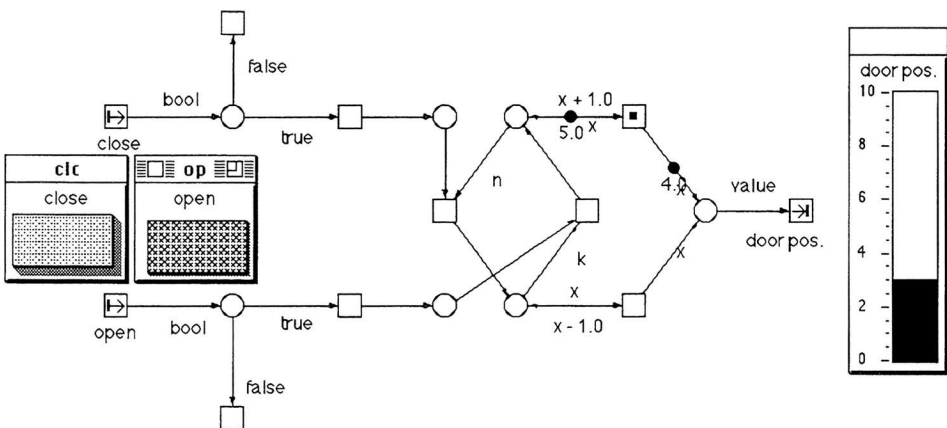 false
bool
x + 1.0
true
5.0
x
close
clc
op
close
open
n
4.0
x
value
door pos.
k
x
x
x - 1.0
open
bool
true
false
door pos.
10
8
6
4
2
0